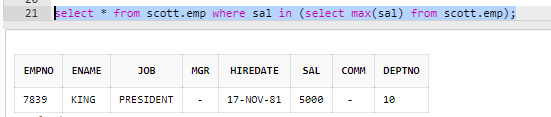 21 select * from scott.emp where sal in (select max(sal) from scott.emp);
EMPNO ENAME JOB MGR HIREDATE SAL COMM DEPTNO
7839 KING PRESIDENT - 17-NOV-81 5000 - 10